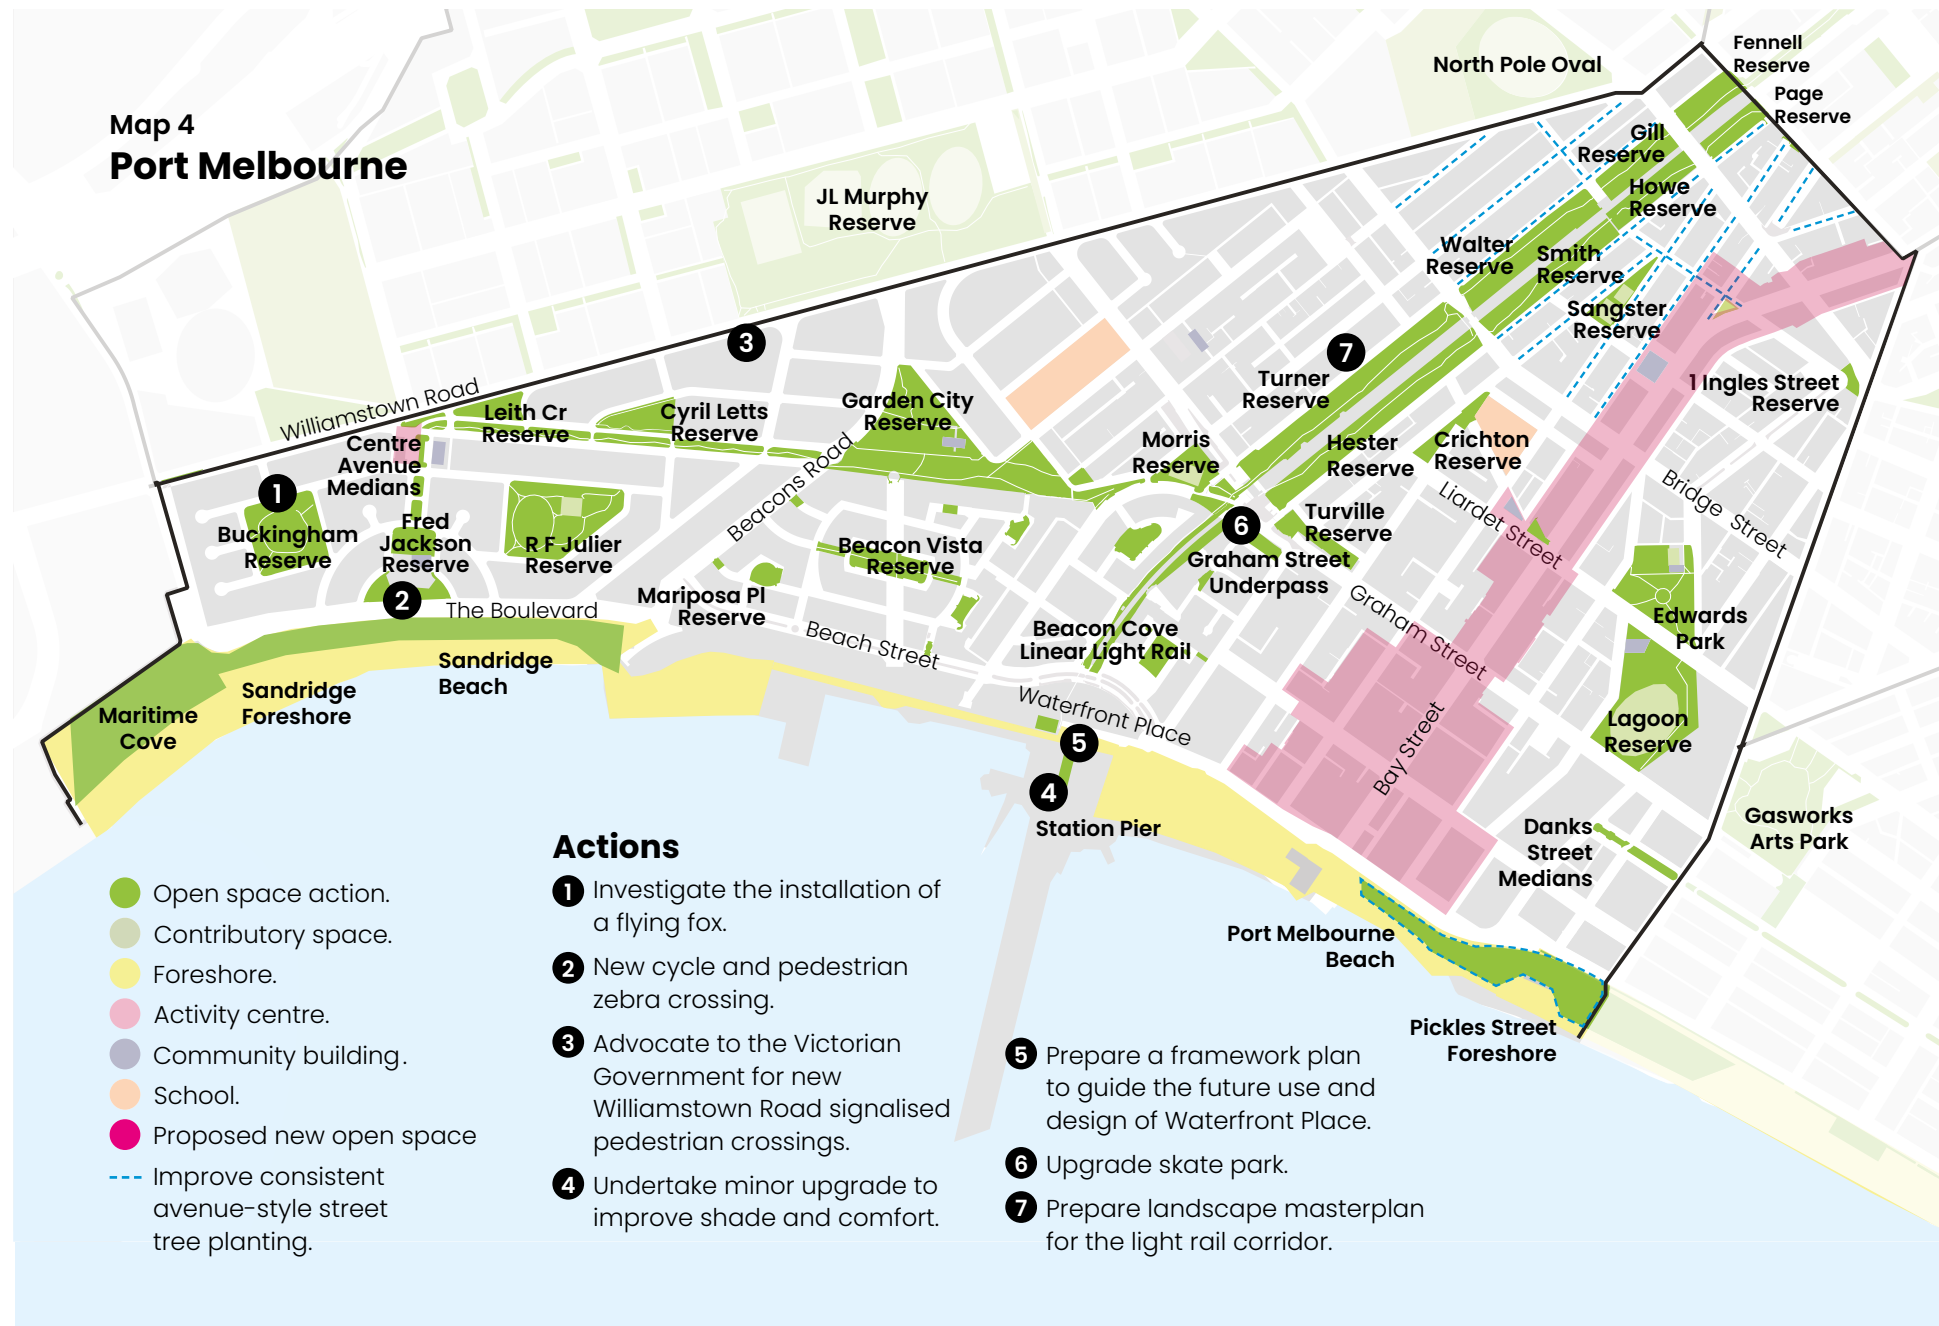 Map 4
Port Melbourne
North Pole Oval
Fennell
Reserve
Page
Reserve
Gill
Reserve
Howe
Reserve
JL Murphy
Reserve
Walter
Reserve
Smith
Reserve
Sangster
Reserve
3
7
Turner
Reserve
1 Ingles Street
Reserve
Williamstown Road
Leith Cr
Reserve
Cyril Letts
Reserve
Garden City
Reserve
Centre
Avenue
Medians
Morris
Reserve
Hester
Reserve
Crichton
Reserve
Beacons Road
Liardet Street
Bridge Street
1
Buckingham
Reserve
Fred
Jackson
Reserve
R F Julier
Reserve
Beacon Vista
Reserve
6
Turville
Reserve
Graham Street
Underpass
2
The Boulevard
Mariposa Pl
Reserve
Beach Street
Beacon Cove
Linear Light Rail
Graham Street
Edwards
Park
Sandridge
Beach
Sandridge
Foreshore
Maritime
Cove
Waterfront Place
Bay Street
Lagoon
Reserve
5
4
Station Pier
Danks
Street
Medians
Gasworks
Arts Park
Port Melbourne
Beach
Pickles Street
Foreshore
Open space action.
Contributory space.
Foreshore.
Activity centre.
Community building.
School.
Proposed new open space
Improve consistent
avenue-style street
tree planting.
Actions
1 Investigate the installation of
a flying fox.
2 New cycle and pedestrian
zebra crossing.
3 Advocate to the Victorian
Government for new
Williamstown Road signalised
pedestrian crossings.
4 Undertake minor upgrade to
improve shade and comfort.
5 Prepare a framework plan
to guide the future use and
design of Waterfront Place.
6 Upgrade skate park.
7 Prepare landscape masterplan
for the light rail corridor.